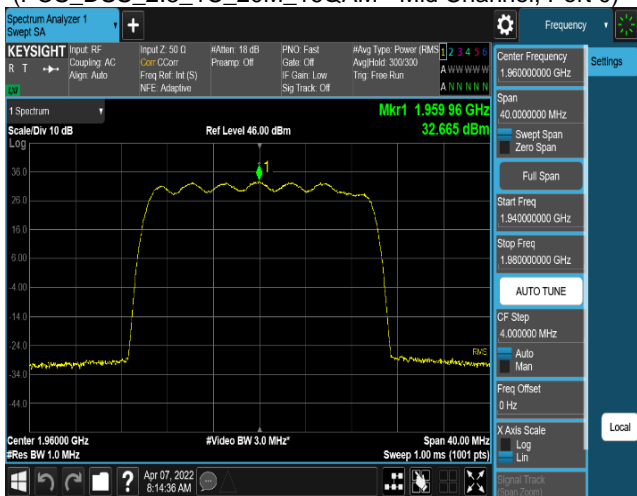 Spectrum Analyzer 1
Swept SA
+
Frequency
KEYSIGHT
R T
LXI
Input: RF
Coupling: AC
Align: Auto
Input Z: 50 Ω
Corr CCorr
Freq Ref: Int (S)
NFE: Adaptive
#Atten: 18 dB
Preamp: Off
PNO: Fast
Gate: Off
IF Gain: Low
Sig Track: Off
#Avg Type: Power (RMS
Avg|Hold: 300/300
Trig: Free Run
1 2 3 4 5 6
A W W W W W
A N N N N N
1 Spectrum
Scale/Div 10 dB
Log
Ref Level 46.00 dBm
Mkr1 1.959 96 GHz
32.665 dBm
36.0
26.0
16.0
6.00
-4.00
-14.0
-24.0
-34.0
-44.0
1
RMS
Center 1.96000 GHz
#Res BW 1.0 MHz
#Video BW 3.0 MHz*
Span 40.00 MHz
Sweep 1.00 ms (1001 pts)
?
Apr 07, 2022
8:14:36 AM
Center Frequency
1.960000000 GHz
Span
40.0000000 MHz
Swept Span
Zero Span
Full Span
Start Freq
1.940000000 GHz
Stop Freq
1.980000000 GHz
AUTO TUNE
CF Step
4.000000 MHz
Auto
Man
Freq Offset
0 Hz
X Axis Scale
Log
Lin
Signal Track
(Span Zoom)
Settings
Local